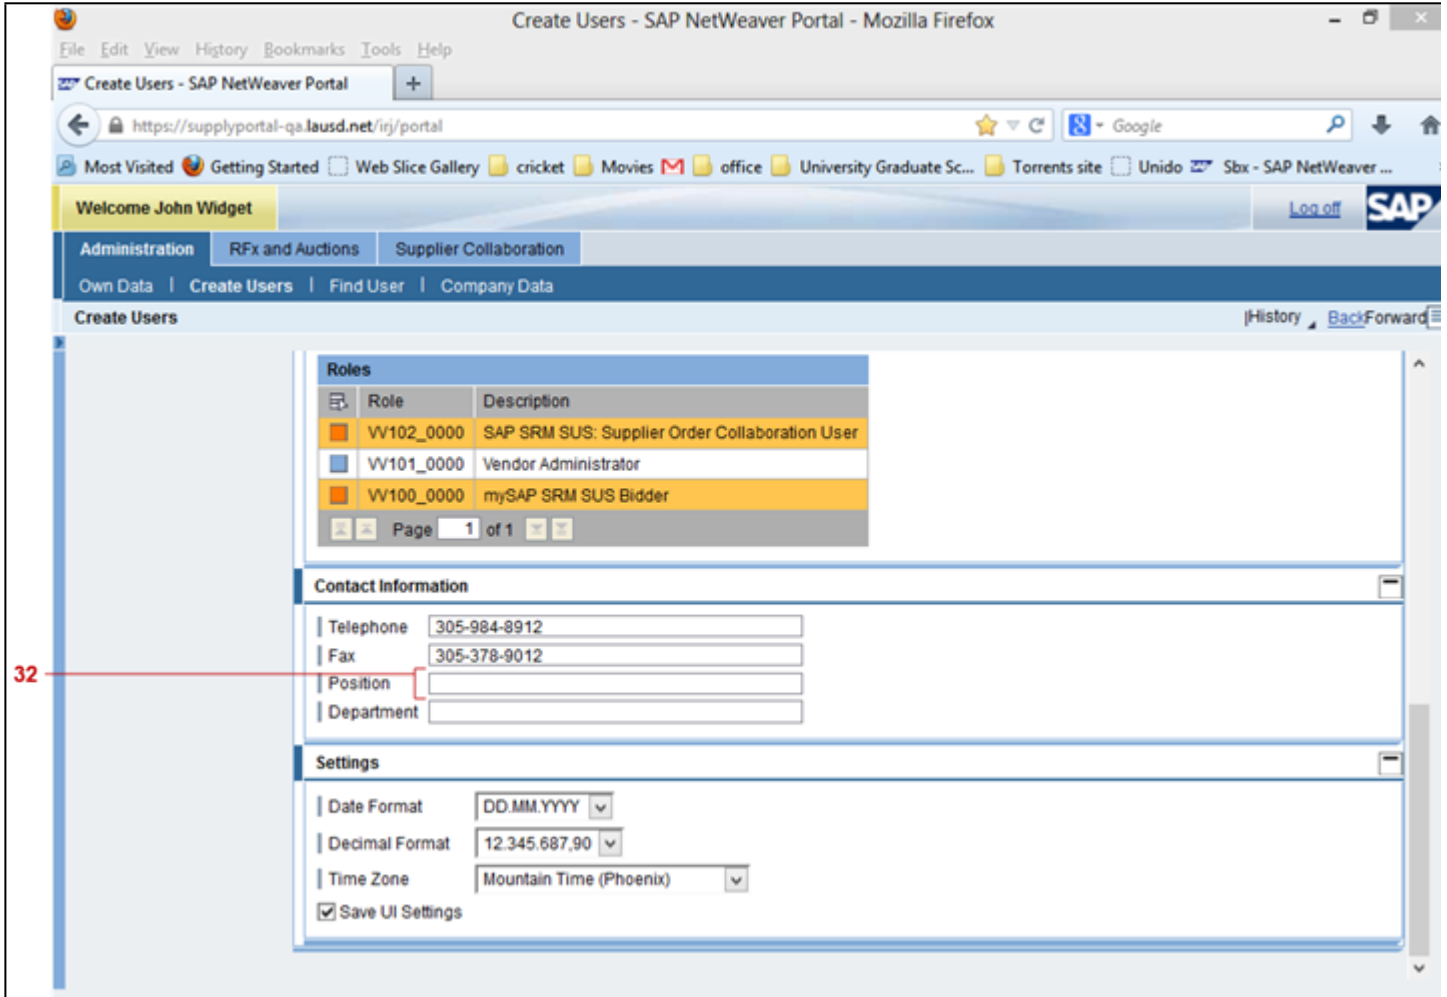 Create Users - SAP NetWeaver Portal - Mozilla Firefox
File Edit View History Bookmarks Tools Help
Create Users - SAP NetWeaver Portal
https://supplyportal-qa.lausd.net/irj/portal
Google
Most Visited Getting Started Web Slice Gallery cricket Movies office University Graduate Sc... Torrents site Unido Sbx - SAP NetWeaver ...
Welcome John Widget
Log off SAP
Administration RFx and Auctions Supplier Collaboration
Own Data | Create Users | Find User | Company Data
Create Users
History Back Forward
Roles
Role Description
VV102_0000 SAP SRM SUS: Supplier Order Collaboration User
VV101_0000 Vendor Administrator
VV100_0000 mySAP SRM SUS Bidder
Page 1 of 1
Contact Information
Telephone 305-984-8912
Fax 305-378-9012
32
Position
Department
Settings
Date Format DD.MM.YYYY
Decimal Format 12.345.687,90
Time Zone Mountain Time (Phoenix)
Save UI Settings